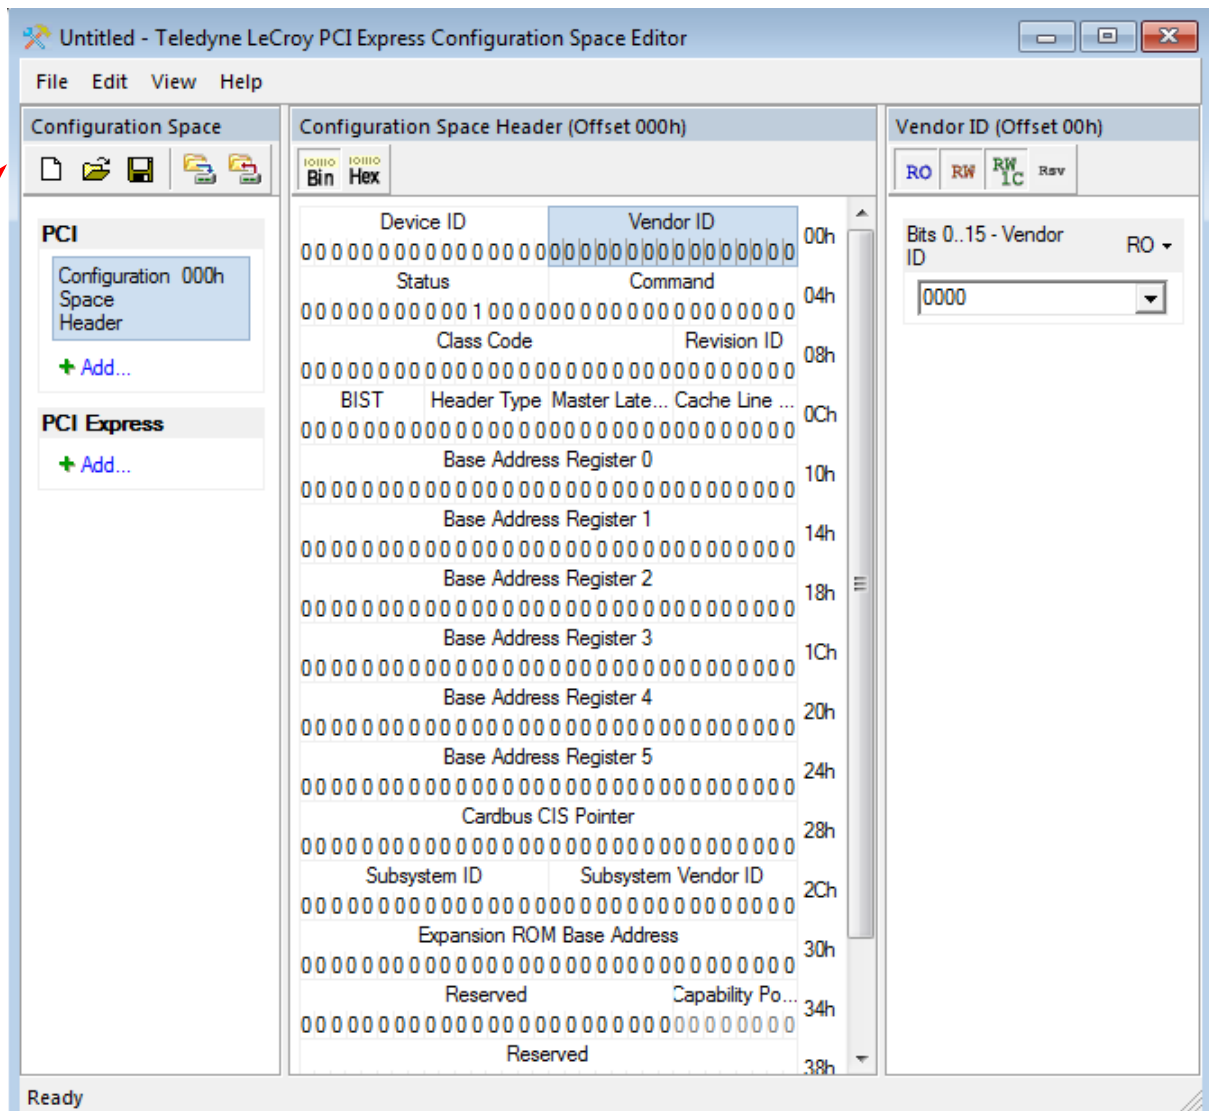 Untitled - Teledyne LeCroy PCI Express Configuration Space Editor
File Edit View Help
Configuration Space
Configuration Space Header (Offset 000h)
Vendor ID (Offset 00h)
Bin Hex
RO RW RW1C Rsv
PCI
Configuration 000h
Space
Header
Add...
PCI Express
Add...
Device ID Vendor ID
00000000000000000000000000000000 00h
Status Command
00000000000100000000000000000000 04h
Class Code Revision ID
00000000000000000000000000000000 08h
BIST Header Type Master Late... Cache Line ...
00000000000000000000000000000000 0Ch
Base Address Register 0
00000000000000000000000000000000 10h
Base Address Register 1
00000000000000000000000000000000 14h
Base Address Register 2
00000000000000000000000000000000 18h
Base Address Register 3
00000000000000000000000000000000 1Ch
Base Address Register 4
00000000000000000000000000000000 20h
Base Address Register 5
00000000000000000000000000000000 24h
Cardbus CIS Pointer
00000000000000000000000000000000 28h
Subsystem ID Subsystem Vendor ID
00000000000000000000000000000000 2Ch
Expansion ROM Base Address
00000000000000000000000000000000 30h
Reserved Capability Po...
00000000000000000000000000000000 34h
Reserved
38h
Bits 0..15 - Vendor
ID
RO
0000
Ready